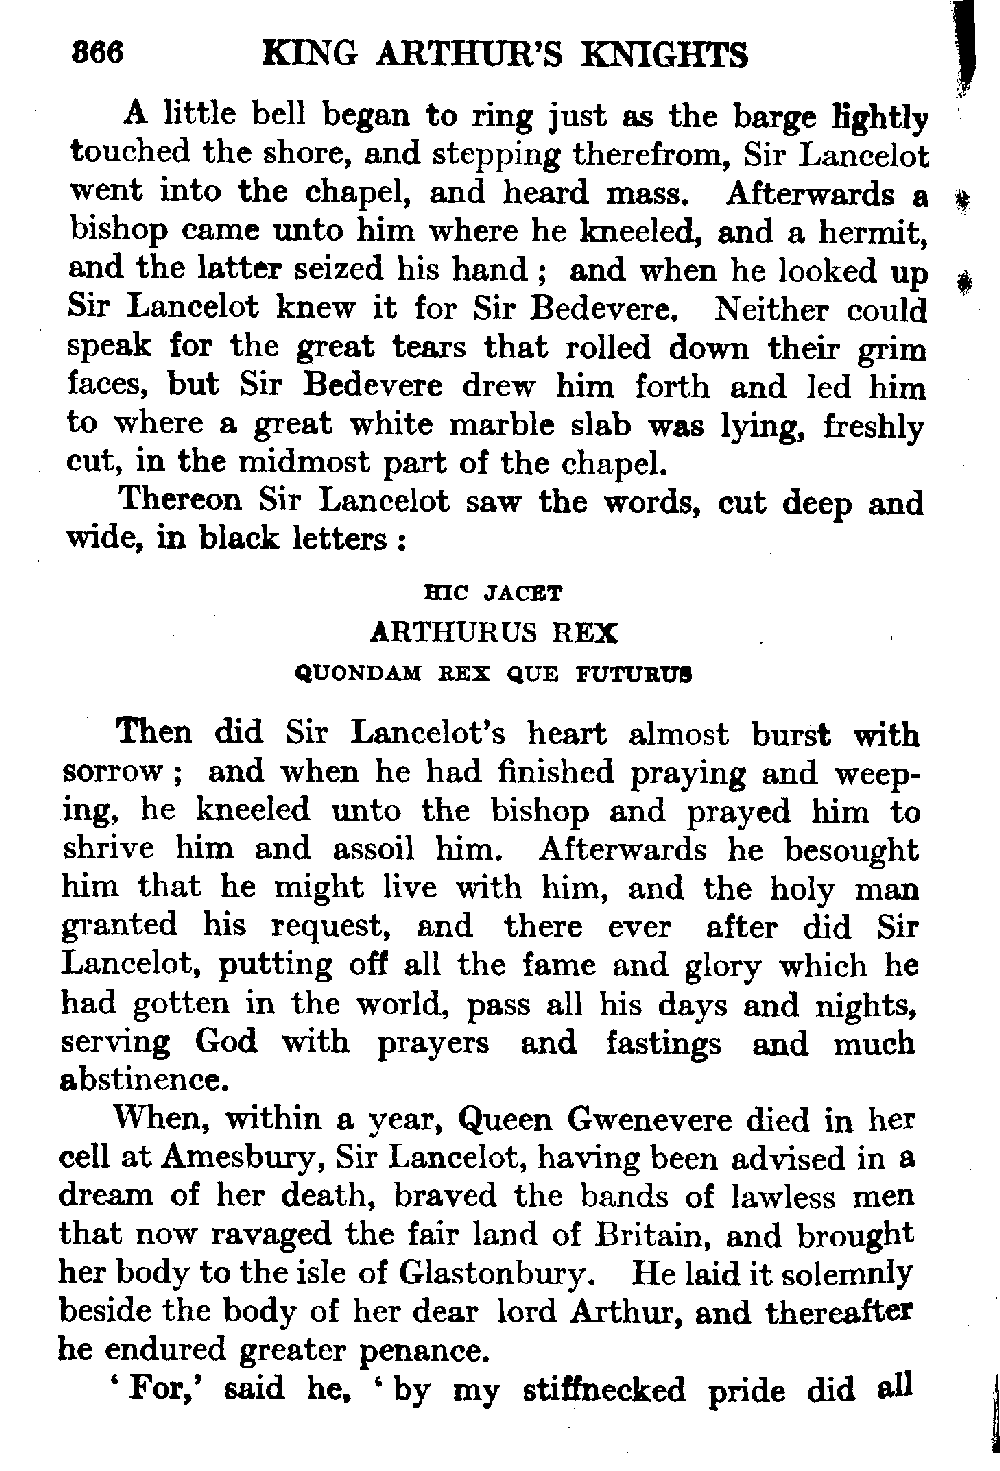 366 KING ARTHUR'S KNIGHTS
A little bell began to ring just as the barge lightly
touched the shore, and stepping therefrom, Sir Lancelot
went into the chapel, and heard mass. Afterwards a
bishop came unto him where he kneeled, and a hermit,
and the latter seized his hand ; and when he looked up
Sir Lancelot knew it for Sir Bedevere. Neither could
speak for the great tears that rolled down their grim
faces, but Sir Bedevere drew him forth and led him
to where a great white marble slab was lying, freshly
cut, in the midmost part of the chapel.
Thereon Sir Lancelot saw the words, cut deep and
wide, in black letters :
HIC JACET
ARTHURUS REX
QUONDAM REX QUE FUTURUS
Then did Sir Lancelot's heart almost burst with
sorrow ; and when he had finished praying and weep-
ing, he kneeled unto the bishop and prayed him to
shrive him and assoil him. Afterwards he besought
him that he might live with him, and the holy man
granted his request, and there ever after did Sir
Lancelot, putting off all the fame and glory which he
had gotten in the world, pass all his days and nights,
serving God with prayers and fastings and much
abstinence.
When, within a year, Queen Gwenevere died in her
cell at Amesbury, Sir Lancelot, having been advised in a
dream of her death, braved the bands of lawless men
that now ravaged the fair land of Britain, and brought
her body to the isle of Glastonbury. He laid it solemnly
beside the body of her dear lord Arthur, and thereafter
he endured greater penance.
' For,' said he, ' by my stiffnecked pride did all